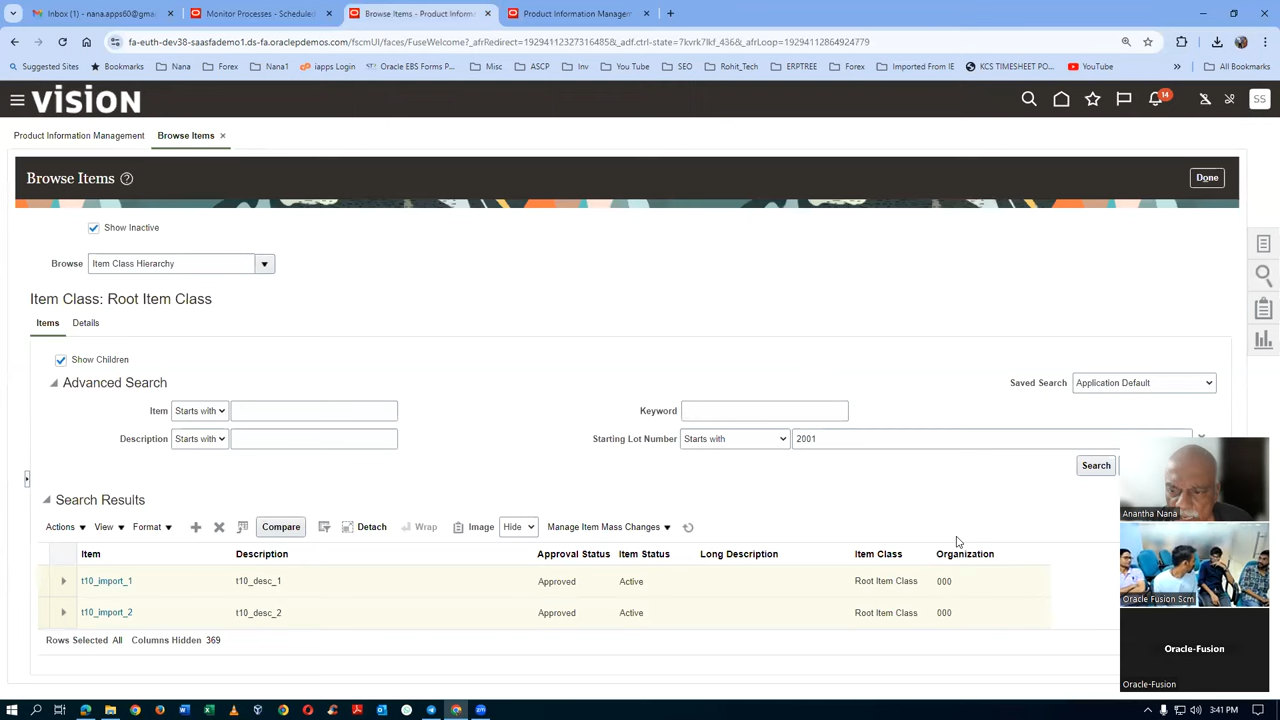 Inbox (1) - nana.apps60@gma
Monitor Processes - Scheduled
Browse Items - Product Inform
Product Information Managem
fa-euth-dev38-saasfademo1.ds-fa.oraclepdemos.com/fscmUI/faces/FuseWelcome?_afrRedirect=19294112327316485&_adf.ctrl-state=7kvrk7lkf_436&_afrLoop=19294112864924779
Suggested Sites
Bookmarks
Nana
Forex
Nana1
iapps Login
Oracle EBS Forms P...
Misc
ASCP
Inv
You Tube
SEO
Rohit_Tech
ERPTREE
Forex
Imported From IE
KCS TIMESHEET PO...
YouTube
All Bookmarks
VISION
14
SS
Product Information Management
Browse Items
Browse Items
Done
Show Inactive
Browse Item Class Hierarchy
Item Class: Root Item Class
Items Details
Show Children
Advanced Search
Saved Search Application Default
Item Starts with
Keyword
Description Starts with
Starting Lot Number Starts with 2001
Search
Search Results
Actions View Format Compare Detach Wrap Image Hide Manage Item Mass Changes
Item Description Approval Status Item Status Long Description Item Class Organization
t10_import_1 t10_desc_1 Approved Active Root Item Class 000
t10_import_2 t10_desc_2 Approved Active Root Item Class 000
Rows Selected All Columns Hidden 369
Anantha Nana
Oracle Fusion Scm
Oracle-Fusion
Oracle-Fusion
3:41 PM